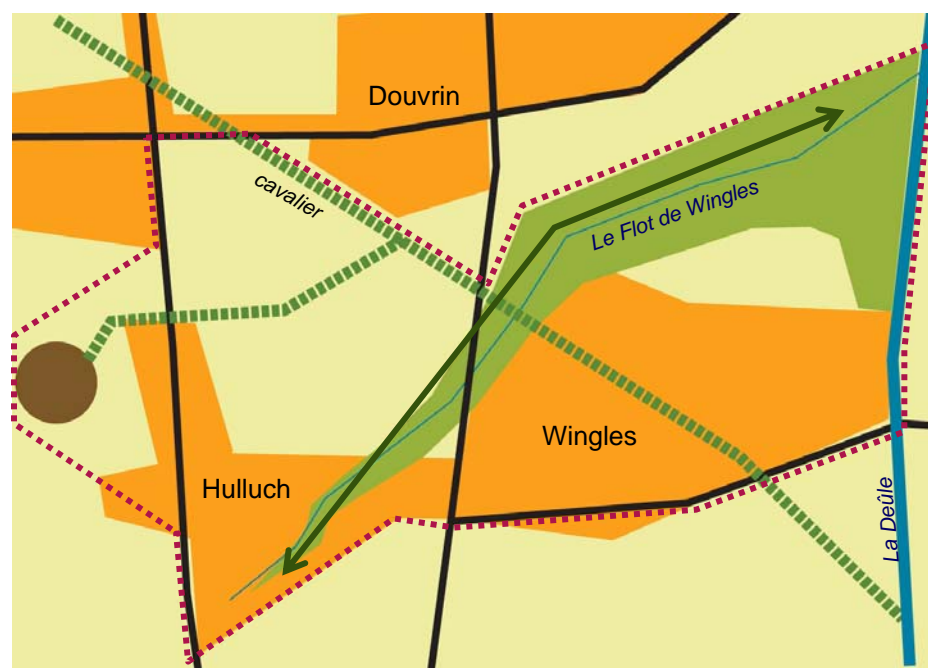 Douvrin
cavalier
Le Flot de Wingles
Wingles
Hulluch
La Deûle